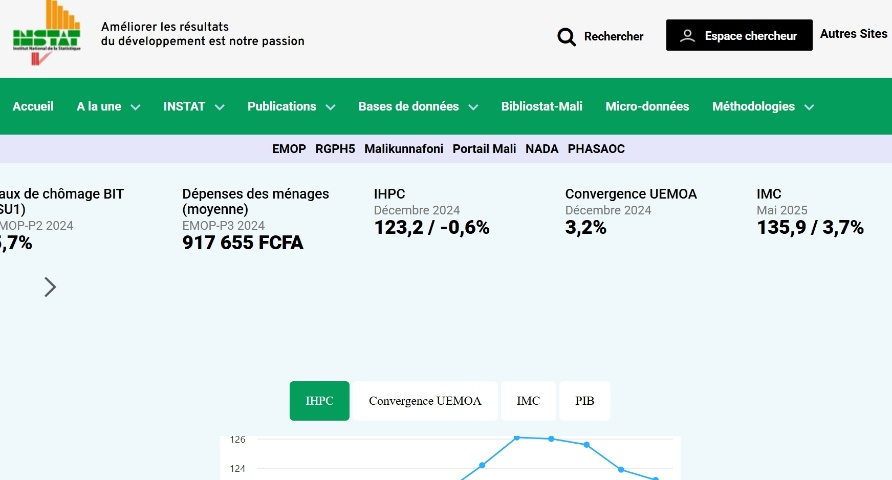 INSTAT
Institut National de la Statistique
Améliorer les résultats
du développement est notre passion
Rechercher
Espace chercheur
Autres Sites
Accueil
A la une
INSTAT
Publications
Bases de données
Bibliostat-Mali
Micro-données
Méthodologies
EMOP RGPH5 Malikunnafoni Portail Mali NADA PHASAOC
aux de chômage BIT
SU1)
MOP-P2 2024
,7%
Dépenses des ménages
(moyenne)
EMOP-P3 2024
917 655 FCFA
IHPC
Décembre 2024
123,2 / -0,6%
Convergence UEMOA
Décembre 2024
3,2%
IMC
Mai 2025
135,9 / 3,7%
IHPC
Convergence UEMOA
IMC
PIB
126
124